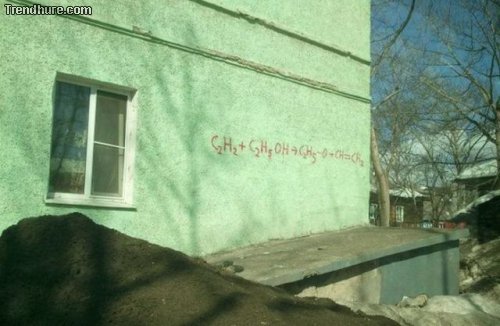 Trendhure.com
C₂H₂ + C₂H₅OH → C₂H₅-O+CH=CH₂